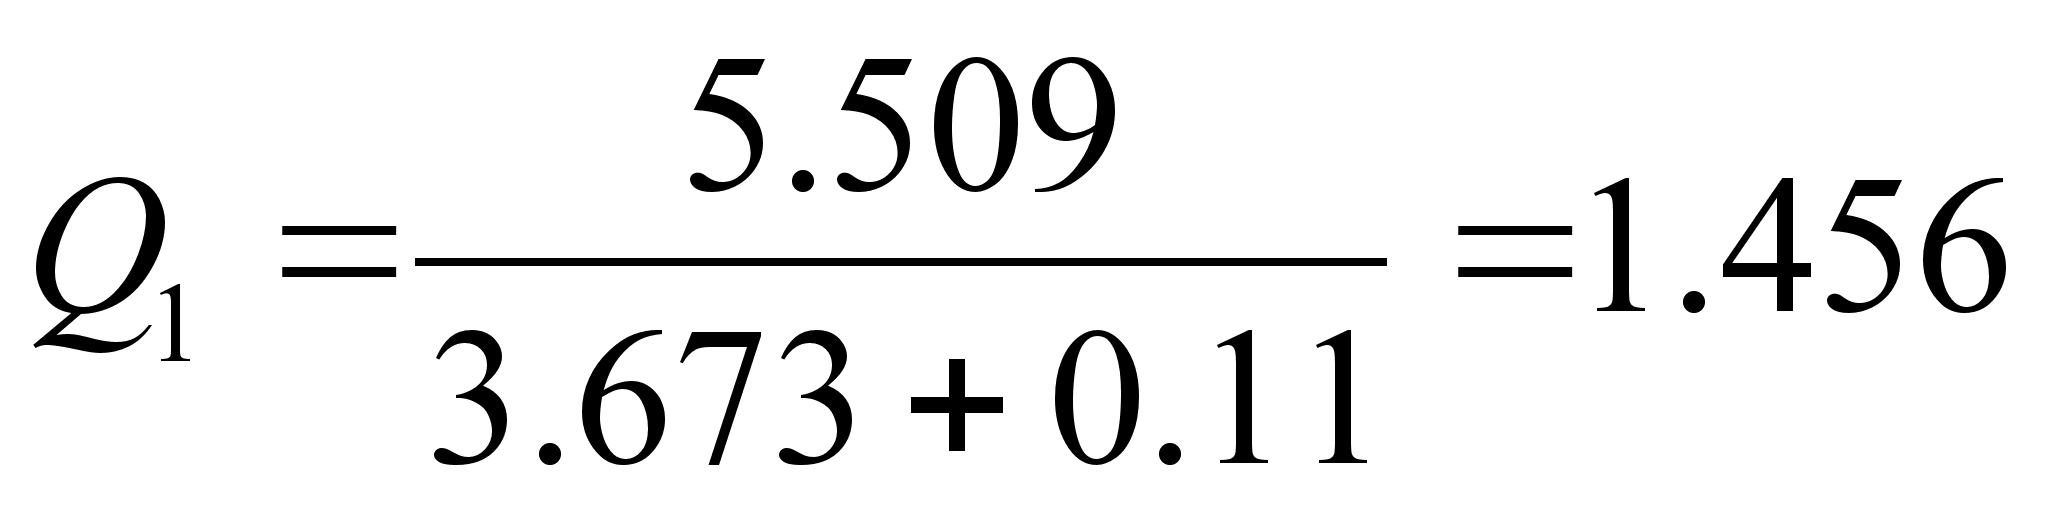 Q₁ = 5.509 / (3.673 + 0.11) = 1.456